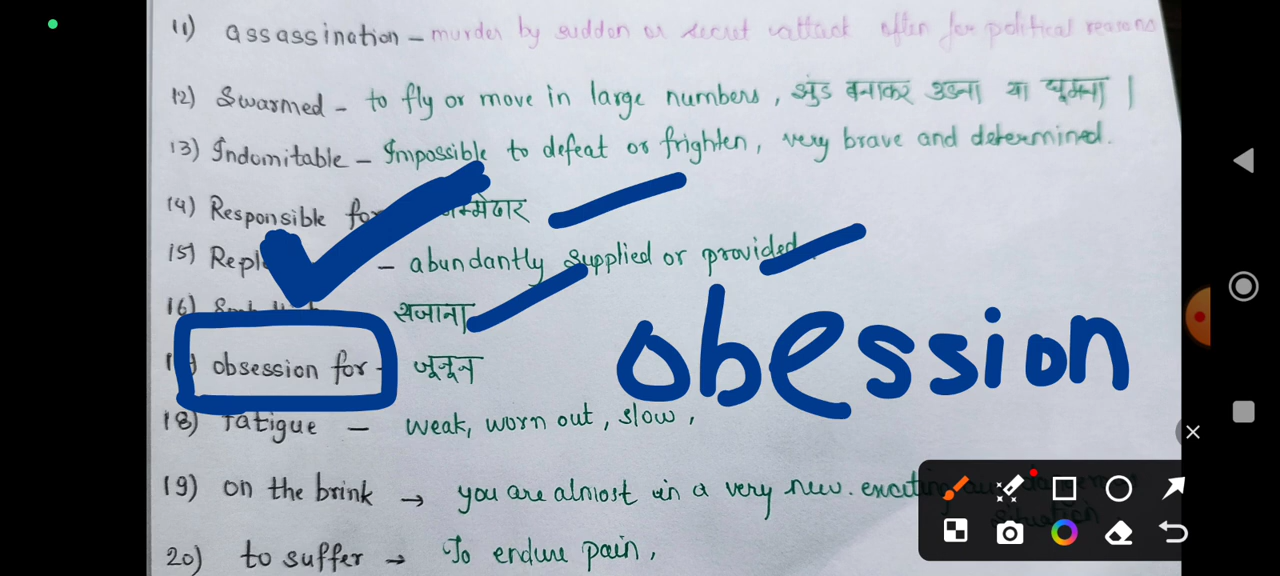 11) assassination - murder by sudden or secret attack often for political reasons
12) Swarmed - to fly or move in large numbers, झुंड बनाकर उडना या घूमना |
13) Indomitable - Impossible to defeat or frighten, very brave and determined.
14) Responsible for
15) - abundantly supplied or provided.
16) सजाना
obsession for - जूनून
obession
18) fatigue - weak, worn out, slow,
19) on the brink → you are almost in a very new. exciting
20) to suffer → To endure pain,